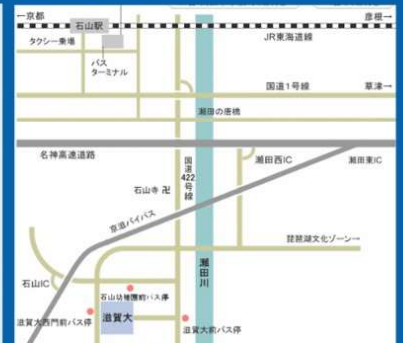 ←京都
石山駅
彦根→
JR東海道線
タクシー乗場
バス
ターミナル
国道1号線
草津→
瀬田の唐橋
名神高速道路
国道422号線
瀬田西IC
瀬田東IC
石山寺 卍
京滋バイパス
琵琶湖文化ゾーン→
瀬田川
石山IC
石山幼稚園前バス停
滋賀大
滋賀大西門前バス停
滋賀大前バス停